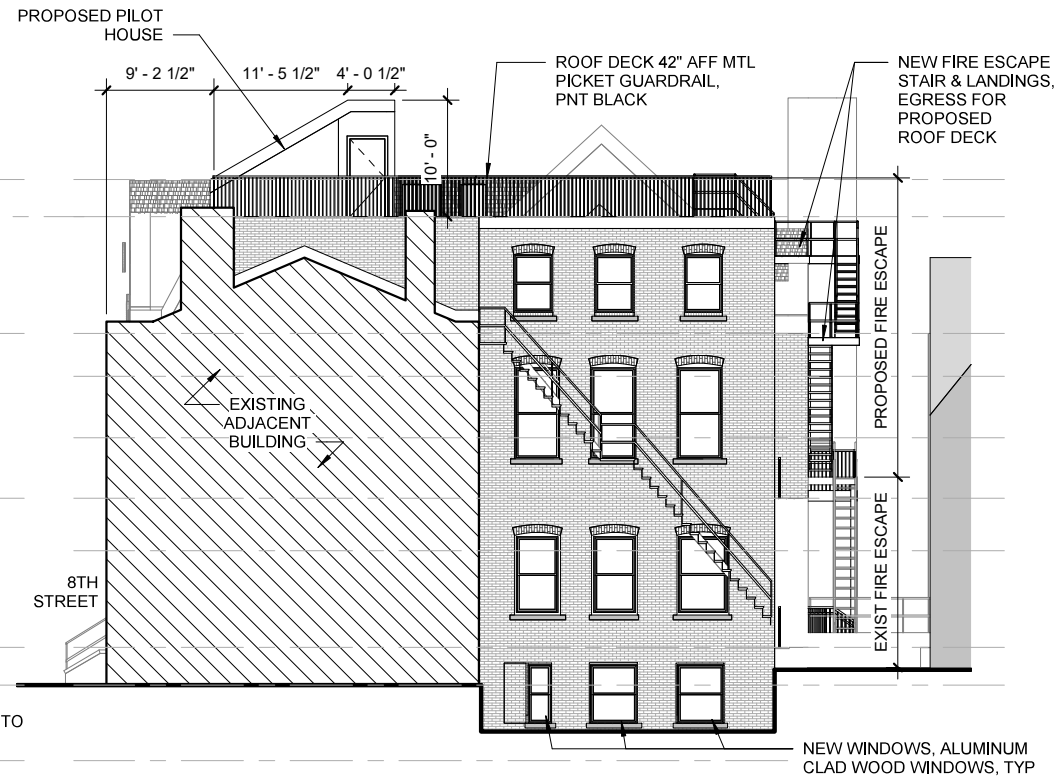 PROPOSED PILOT
HOUSE
9' - 2 1/2"
11' - 5 1/2"
4' - 0 1/2"
ROOF DECK 42" AFF MTL
PICKET GUARDRAIL,
PNT BLACK
NEW FIRE ESCAPE
STAIR & LANDINGS,
EGRESS FOR
PROPOSED
ROOF DECK
10' - 0"
PROPOSED FIRE ESCAPE
EXISTING
ADJACENT
BUILDING
EXIST FIRE ESCAPE
8TH
STREET
TO
NEW WINDOWS, ALUMINUM
CLAD WOOD WINDOWS, TYP